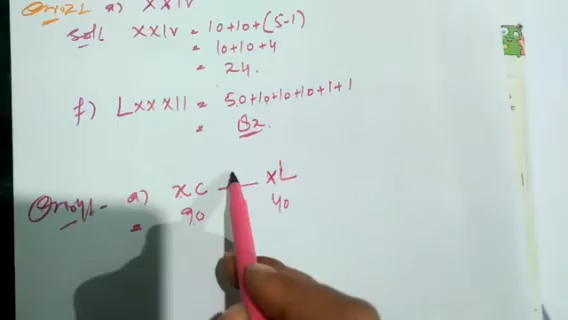 a) XXIV
Soll XXIV = 10+10+(5-1)
= 10+10+4
= 24.
f) LXXXII = 50+10+10+10+1+1
= 82.
a) XC — XL
= 90 40